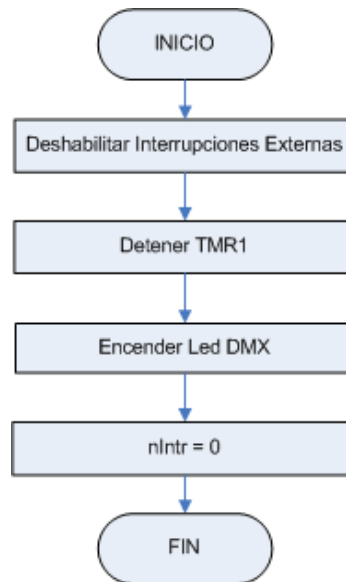 INICIO
Deshabilitar Interrupciones Externas
Detener TMR1
Encender Led DMX
nIntr = 0
FIN